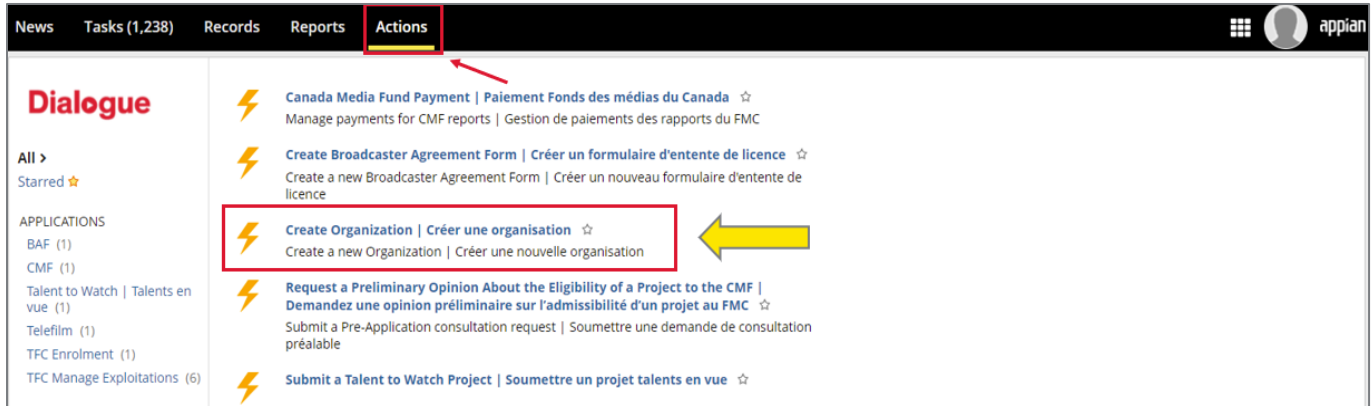 News Tasks (1,238) Records Reports Actions appian
Dialogue
All >
Starred
APPLICATIONS
BAF (1)
CMF (1)
Talent to Watch | Talents en
vue (1)
Telefilm (1)
TFC Enrolment (1)
TFC Manage Exploitations (6)
Canada Media Fund Payment | Paiement Fonds des médias du Canada
Manage payments for CMF reports | Gestion de paiements des rapports du FMC
Create Broadcaster Agreement Form | Créer un formulaire d'entente de licence
Create a new Broadcaster Agreement Form | Créer un nouveau formulaire d'entente de
licence
Create Organization | Créer une organisation
Create a new Organization | Créer une nouvelle organisation
Request a Preliminary Opinion About the Eligibility of a Project to the CMF |
Demandez une opinion préliminaire sur l'admissibilité d'un projet au FMC
Submit a Pre-Application consultation request | Soumettre une demande de consultation
préalable
Submit a Talent to Watch Project | Soumettre un projet talents en vue